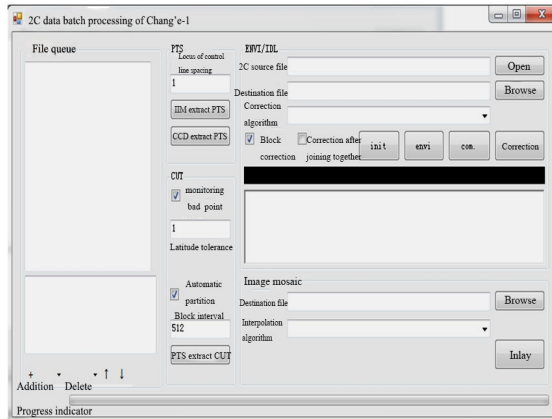 2C data batch processing of Chang'e-1
File queue
+
Addition
Delete
Progress indicator
PTS
Locus of control
line spacing
1
IIM extract PTS
CCD extract PTS
CUT
monitoring
bad point
1
Latitude tolerance
Automatic
partition
Block interval
512
PTS extract CUT
ENVI/IDL
2C source file
Open
Destination file
Browse
Correction
algorithm
Block
correction
Correction after
joining together
init
envi
con.
Correction
Image mosaic
Destination file
Browse
Interpolation
algorithm
Inlay